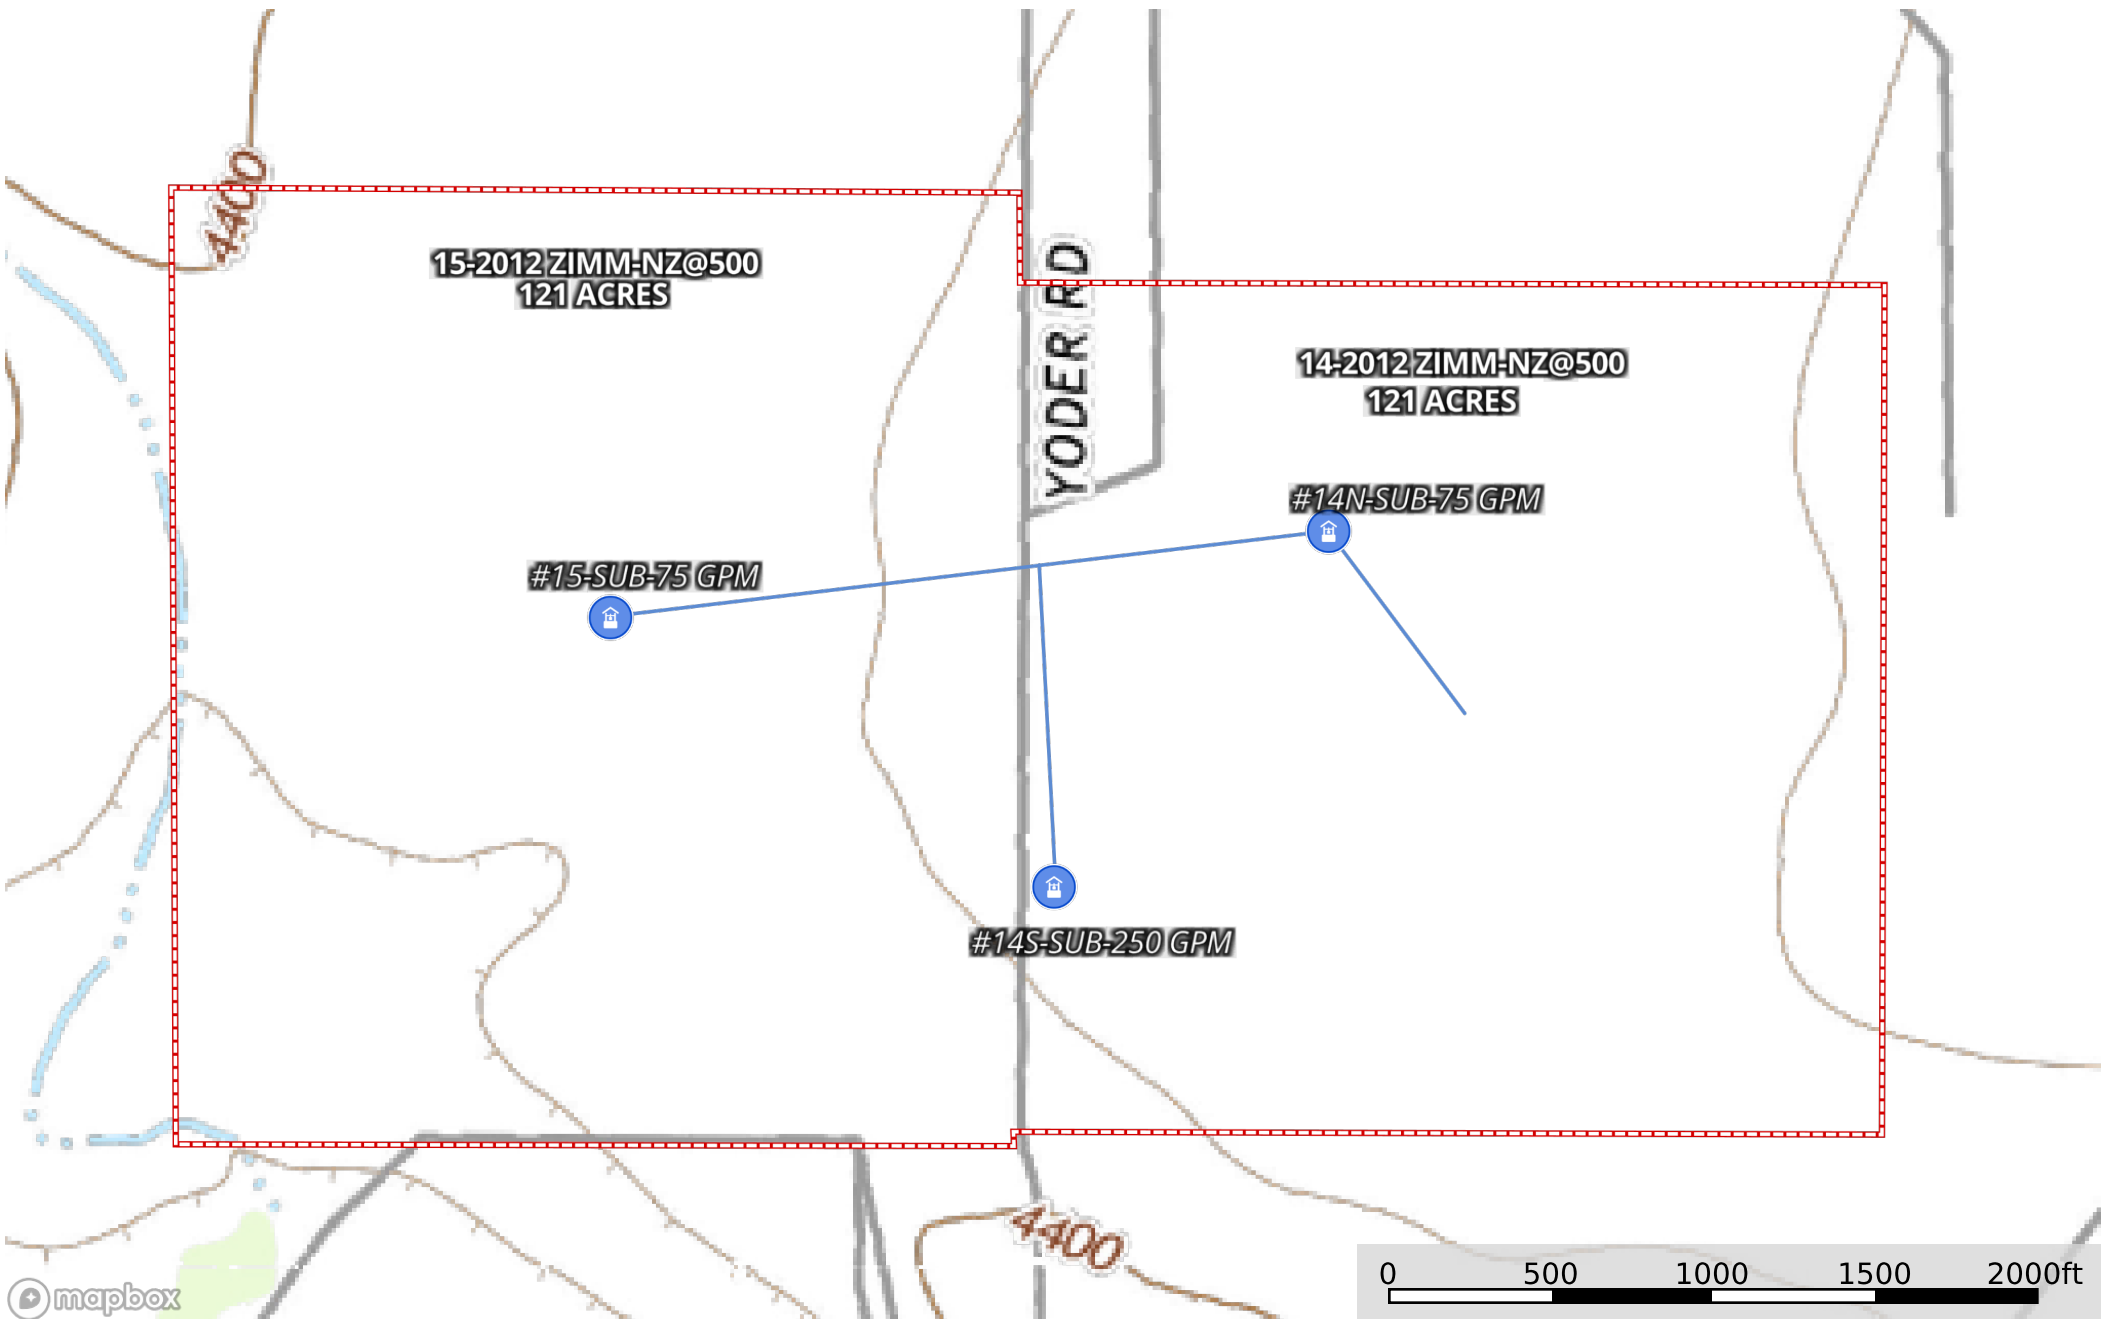 4400
15-2012 ZIMM-NZ@500
121 ACRES
YODER RD
14-2012 ZIMM-NZ@500
121 ACRES
#14N-SUB-75 GPM
#15-SUB-75 GPM
#14S-SUB-250 GPM
4400
0 500 1000 1500 2000ft
mapbox